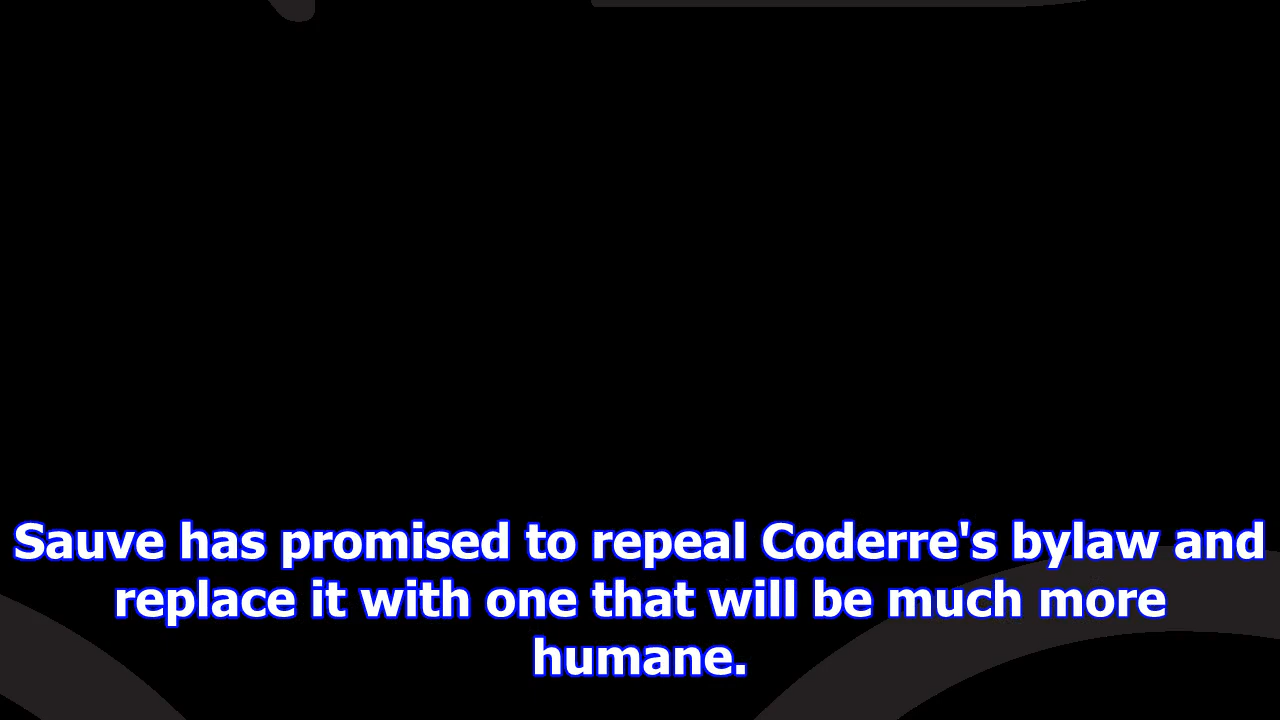 Sauve has promised to repeal Coderre's bylaw and
replace it with one that will be much more
humane.